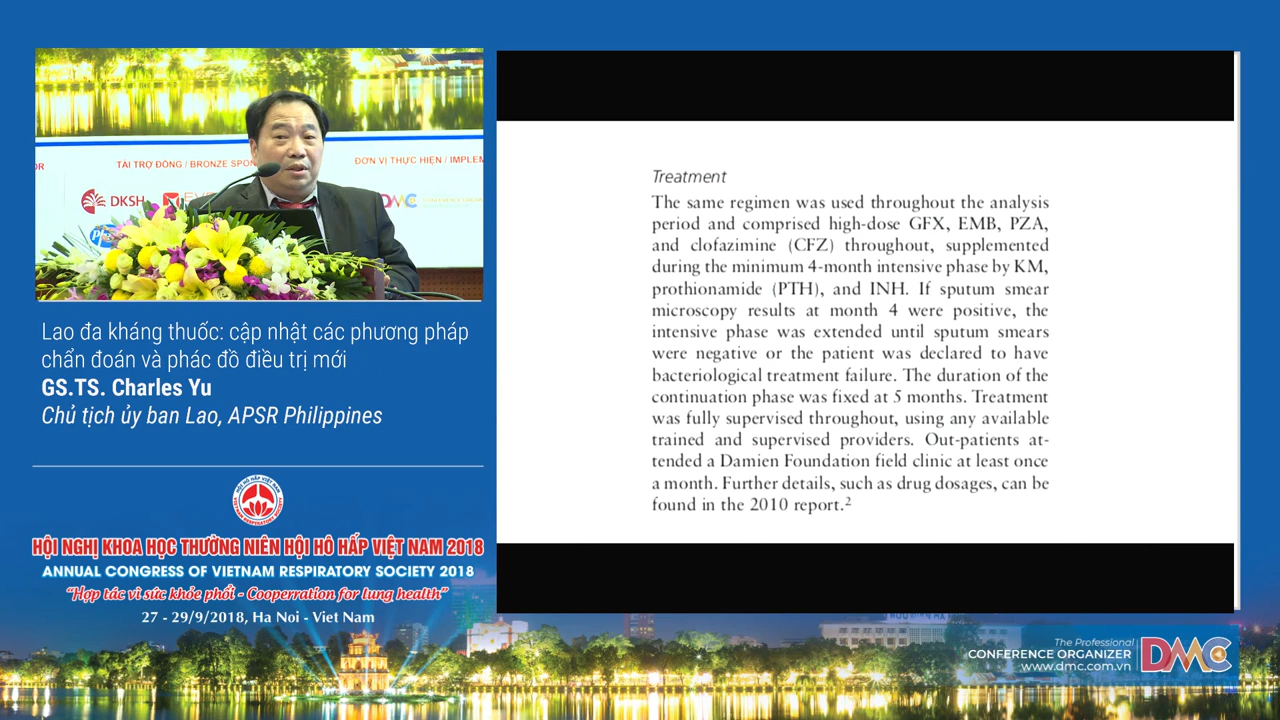 OR
TÀI TRỢ ĐỒNG / BRONZE SPON
ĐƠN VỊ THỰC HIỆN / IMPLEM
DKSH
DMC
Lao đa kháng thuốc: cập nhật các phương pháp
chẩn đoán và phác đồ điều trị mới
GS.TS. Charles Yu
Chủ tịch ủy ban Lao, APSR Philippines
HỘI NGHỊ KHOA HỌC THƯỜNG NIÊN HỘI HÔ HẤP VIỆT NAM 2018
ANNUAL CONGRESS OF VIETNAM RESPIRATORY SOCIETY 2018
"Hợp tác vì sức khỏe phổi - Cooperration for lung health"
27 - 29/9/2018, Ha Noi - Viet Nam
Treatment
The same regimen was used throughout the analysis
period and comprised high-dose GFX, EMB, PZA,
and clofazimine (CFZ) throughout, supplemented
during the minimum 4-month intensive phase by KM,
prothionamide (PTH), and INH. If sputum smear
microscopy results at month 4 were positive, the
intensive phase was extended until sputum smears
were negative or the patient was declared to have
bacteriological treatment failure. The duration of the
continuation phase was fixed at 5 months. Treatment
was fully supervised throughout, using any available
trained and supervised providers. Out-patients at-
tended a Damien Foundation field clinic at least once
a month. Further details, such as drug dosages, can be
found in the 2010 report.2
The Professional
CONFERENCE ORGANIZER
www.dmc.com.vn
DMC